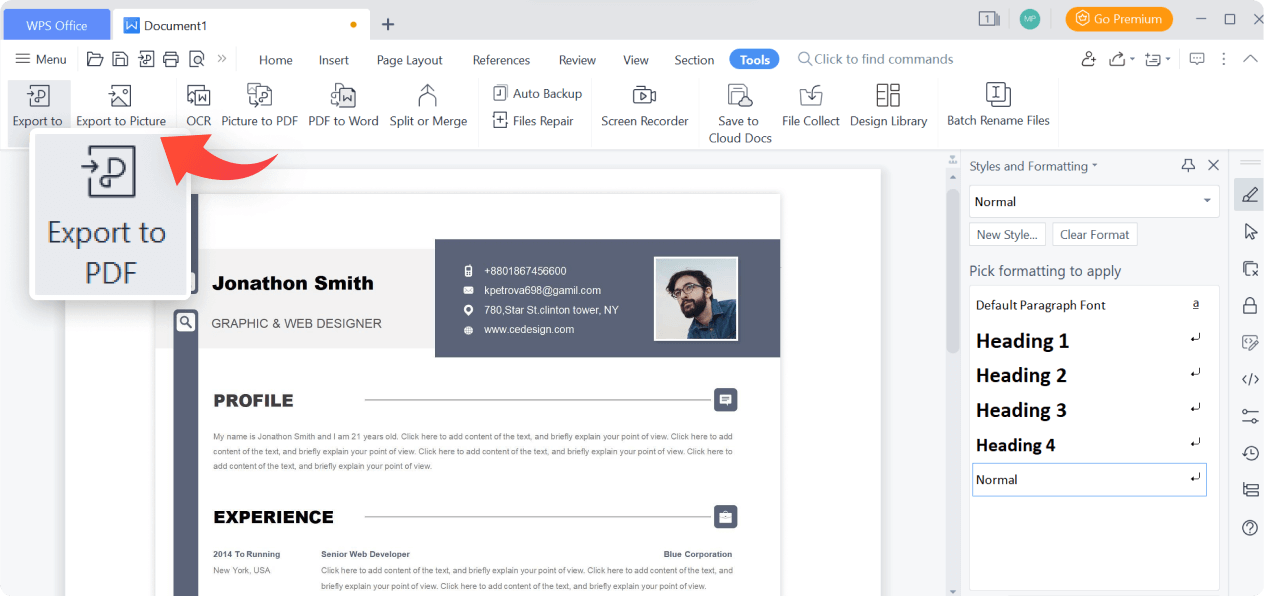 WPS Office
Document1
1
MP
Go Premium
Menu
Home Insert Page Layout References Review View Section Tools Click to find commands
Export to Export to Picture OCR Picture to PDF PDF to Word Split or Merge
Auto Backup
Files Repair
Screen Recorder
Save to
Cloud Docs
File Collect Design Library Batch Rename Files
Export to
PDF
Jonathon Smith
GRAPHIC & WEB DESIGNER
+8801867456600
kpetrova698@gamil.com
780,Star St.clinton tower, NY
www.cedesign.com
PROFILE
My name is Jonathon Smith and I am 21 years old. Click here to add content of the text, and briefly explain your point of view. Click here to add
content of the text, and briefly explain your point of view. Click here to add content of the text, and briefly explain your point of view. Click here to
add content of the text, and briefly explain your point of view.
EXPERIENCE
2014 To Running Senior Web Developer Blue Corporation
New York, USA Click here to add content of the text, and briefly explain your point of view. Click here to add content of the text, and
briefly explain your point of view. Click here to add content of the text, and briefly explain your point of view.
Styles and Formatting
Normal
New Style... Clear Format
Pick formatting to apply
Default Paragraph Font a
Heading 1
Heading 2
Heading 3
Heading 4
Normal